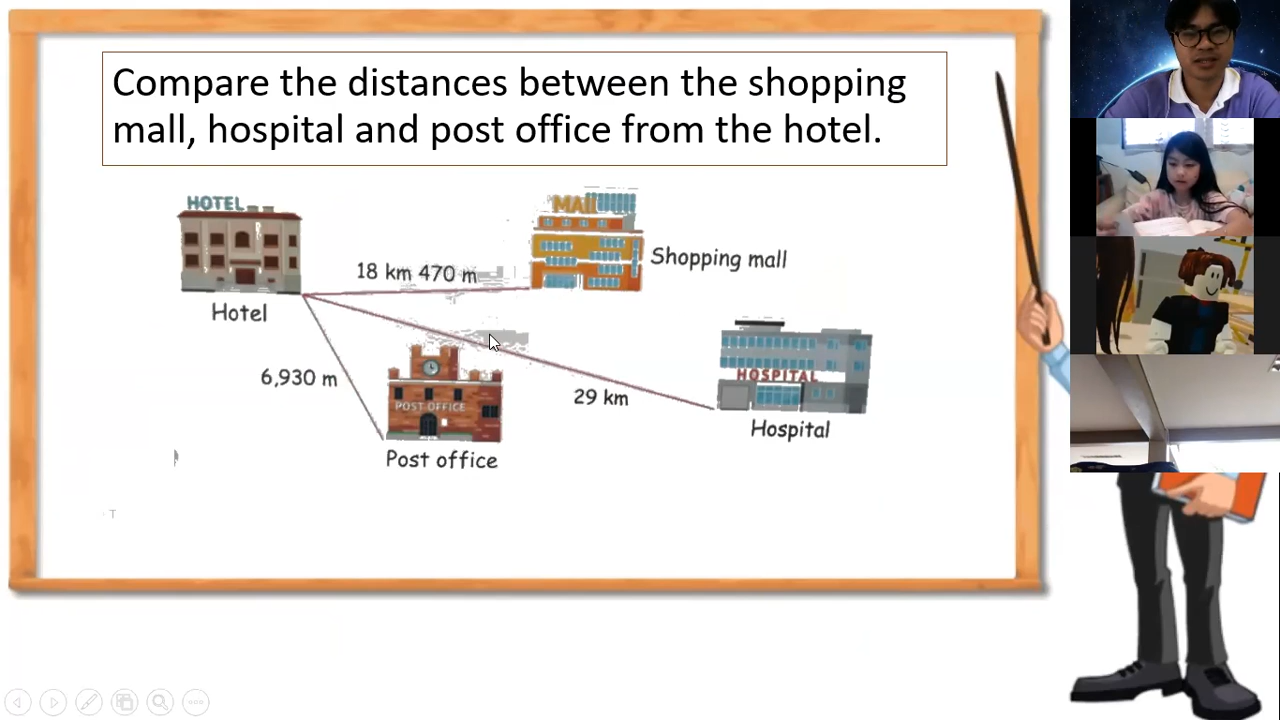 Compare the distances between the shopping
mall, hospital and post office from the hotel.
HOTEL
MAll
18 km 470 m
Shopping mall
Hotel
6,930 m
POST OFFICE
HOSPITAL
29 km
Hospital
Post office
T